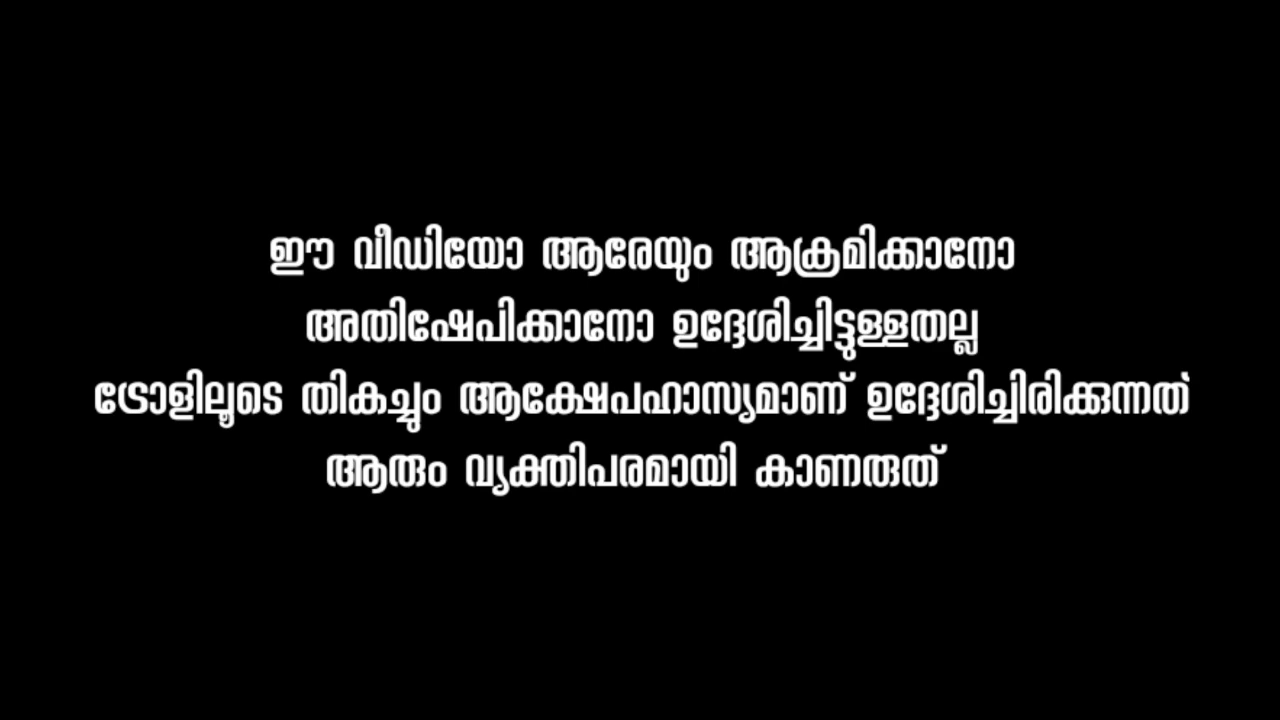 ഈ വീഡിയോ ആരേയും ആക്രമിക്കാനോ
അതിഷേപിക്കാനോ ഉദ്ദേശിച്ചിട്ടുള്ളതല്ല
ട്രോളിലൂടെ തികച്ചും ആക്ഷേപഹാസ്യമാണ് ഉദ്ദേശിച്ചിരിക്കുന്നത്
ആരും വ്യക്തിപരമായി കാണരുത്